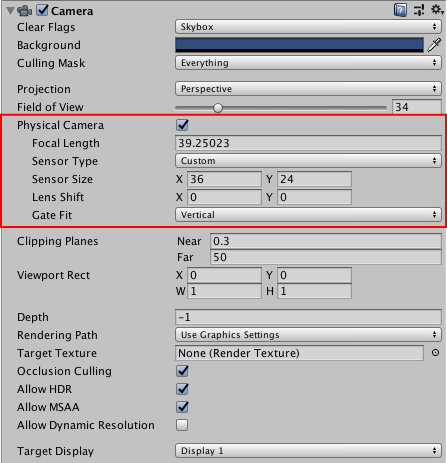 Camera
Clear Flags Skybox
Background
Culling Mask Everything
Projection Perspective
Field of View 34
Physical Camera
Focal Length 39.25023
Sensor Type Custom
Sensor Size X 36 Y 24
Lens Shift X 0 Y 0
Gate Fit Vertical
Clipping Planes Near 0.3
Far 50
Viewport Rect X 0 Y 0
W 1 H 1
Depth -1
Rendering Path Use Graphics Settings
Target Texture None (Render Texture)
Occlusion Culling
Allow HDR
Allow MSAA
Allow Dynamic Resolution
Target Display Display 1